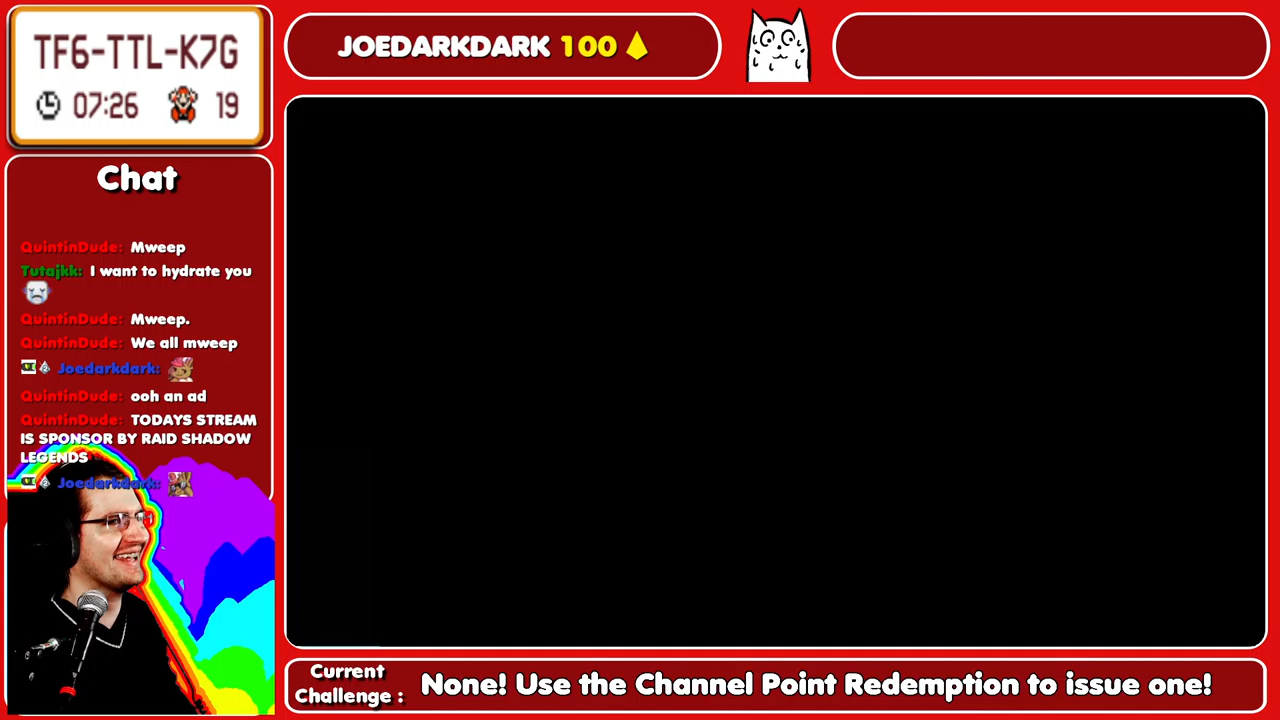 TF6-TTL-K7G
07:26 19
JOEDARKDARK 100
Chat
QuintinDude: Mweep
Tutajkk: I want to hydrate you
QuintinDude: Mweep.
QuintinDude: We all mweep
Joedarkdark:
QuintinDude: ooh an ad
QuintinDude: TODAYS STREAM
IS SPONSOR BY RAID SHADOW
LEGENDS
Joedarkdark:
Current
Challenge :
None! Use the Channel Point Redemption to issue one!